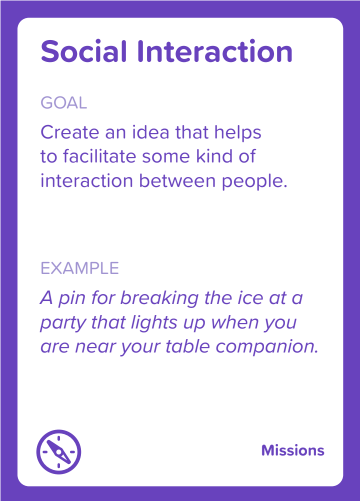 Social Interaction
GOAL
Create an idea that helps
to facilitate some kind of
interaction between people.
EXAMPLE
A pin for breaking the ice at a
party that lights up when you
are near your table companion.
Missions